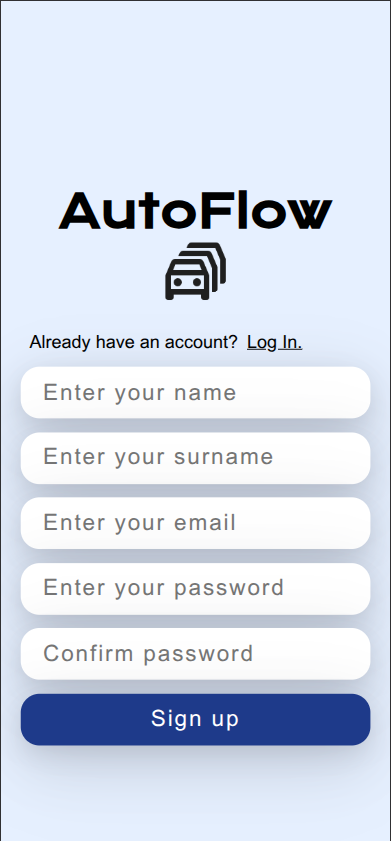 AutoFlow
Already have an account? Log In.
Enter your name
Enter your surname
Enter your email
Enter your password
Confirm password
Sign up